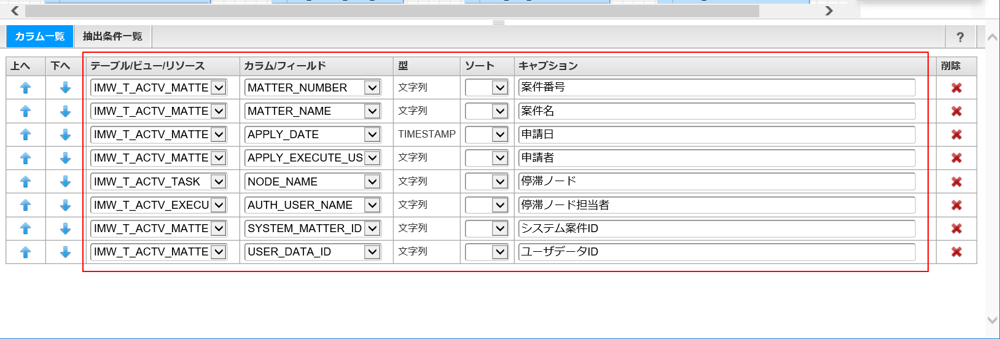 カラム一覧 抽出条件一覧 ?
上へ 下へ テーブル/ビュー/リソース カラム/フィールド 型 ソート キャプション 削除
IMW_T_ACTV_MATTE MATTER_NUMBER 文字列 案件番号
IMW_T_ACTV_MATTE MATTER_NAME 文字列 案件名
IMW_T_ACTV_MATTE APPLY_DATE TIMESTAMP 申請日
IMW_T_ACTV_MATTE APPLY_EXECUTE_US 文字列 申請者
IMW_T_ACTV_TASK NODE_NAME 文字列 停滞ノード
IMW_T_ACTV_EXECU AUTH_USER_NAME 文字列 停滞ノード担当者
IMW_T_ACTV_MATTE SYSTEM_MATTER_ID 文字列 システム案件ID
IMW_T_ACTV_MATTE USER_DATA_ID 文字列 ユーザデータID